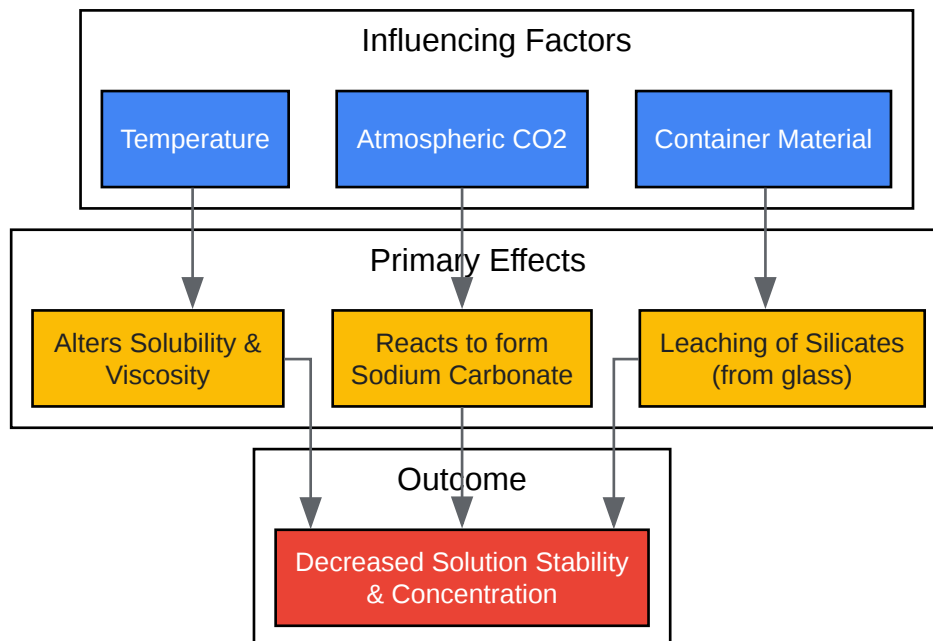 Influencing Factors
Temperature
Atmospheric CO2
Container Material
Primary Effects
Alters Solubility &
Viscosity
Reacts to form
Sodium Carbonate
Leaching of Silicates
(from glass)
Outcome
Decreased Solution Stability
& Concentration